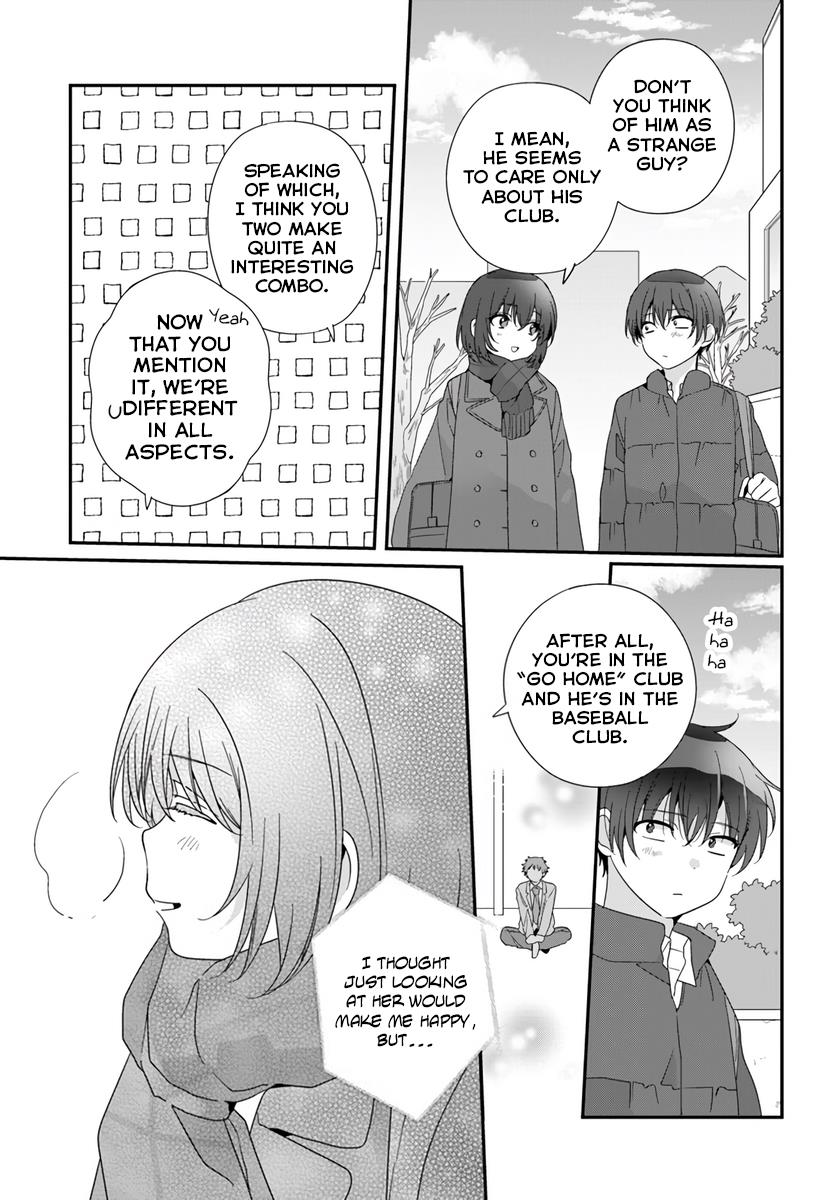 DON'T
YOU THINK
OF HIM AS
A STRANGE
GUY?
I MEAN,
HE SEEMS
TO CARE ONLY
ABOUT HIS
CLUB.
SPEAKING
OF WHICH,
I THINK YOU
TWO MAKE
QUITE AN
INTERESTING
COMBO.
Yeah
NOW
THAT YOU
MENTION
IT, WE'RE
DIFFERENT
IN ALL
ASPECTS.
Ha
ha
ha
AFTER ALL,
YOU'RE IN THE
"GO HOME" CLUB
AND HE'S IN THE
BASEBALL
CLUB.
I THOUGHT
JUST LOOKING
AT HER WOULD
MAKE ME HAPPY,
BUT...